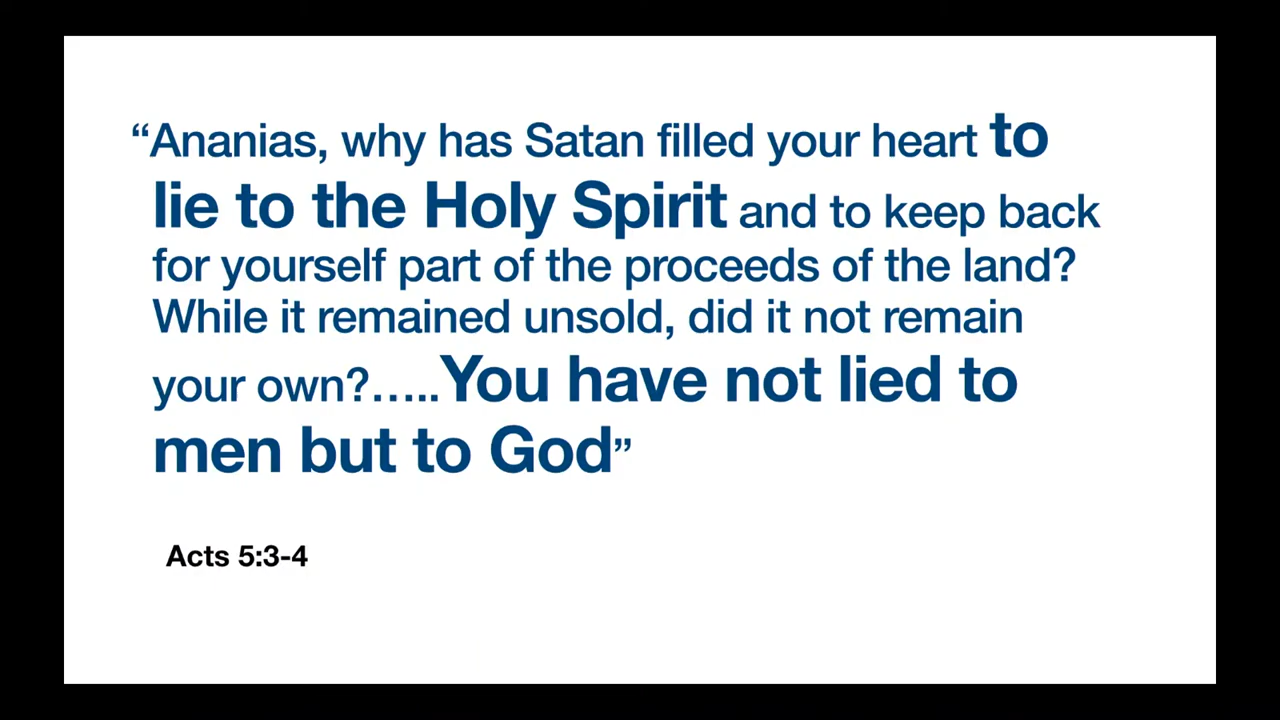 “Ananias, why has Satan filled your heart to
lie to the Holy Spirit and to keep back
for yourself part of the proceeds of the land?
While it remained unsold, did it not remain
your own?.....You have not lied to
men but to God”
Acts 5:3-4